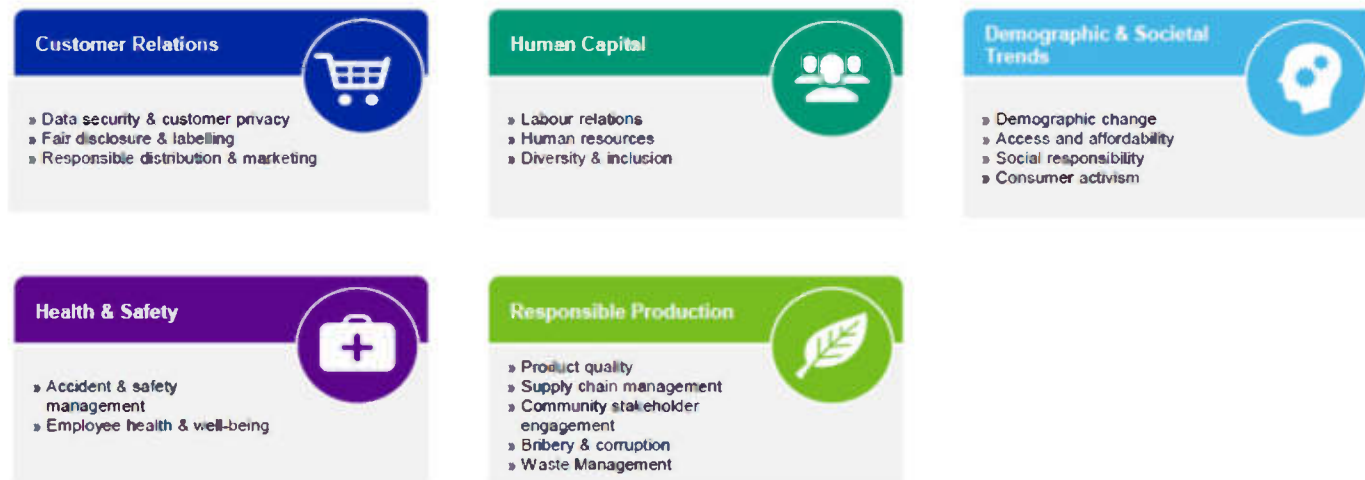 Customer Relations
» Data security & customer privacy
» Fair disclosure & labelling
» Responsible distribution & marketing
Human Capital
» Labour relations
» Human resources
» Diversity & inclusion
Demographic & Societal
Trends
» Demographic change
» Access and affordability
» Social responsibility
» Consumer activism
Health & Safety
» Accident & safety
management
» Employee health & well-being
Responsible Production
» Product quality
» Supply chain management
» Community stakeholder
engagement
» Bribery & corruption
» Waste Management